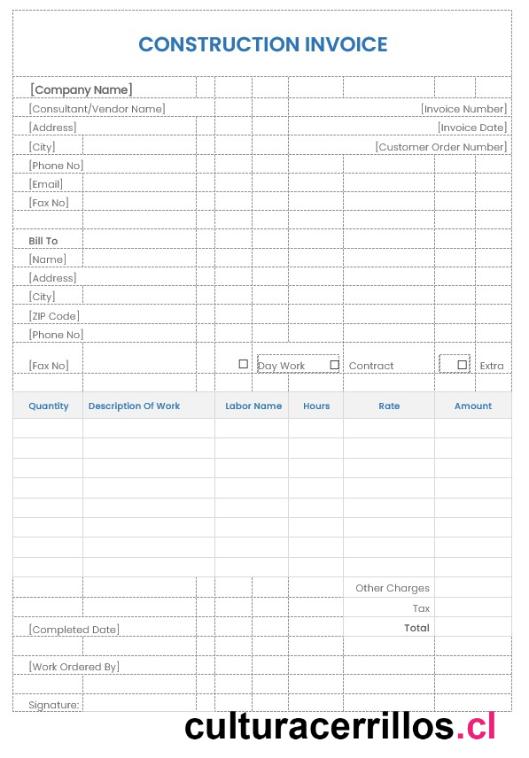 CONSTRUCTION INVOICE
[Company Name]
[Consultant/Vendor Name] [Invoice Number]
[Address] [Invoice Date]
[City] [Customer Order Number]
[Phone No]
[Email]
[Fax No]
Bill To
[Name]
[Address]
[City]
[ZIP Code]
[Phone No]
[Fax No] ☐ Day Work ☐ Contract ☐ Extra
Quantity Description Of Work Labor Name Hours Rate Amount
Other Charges
Tax
[Completed Date] Total
[Work Ordered By]
Signature:
culturacerrillos.cl